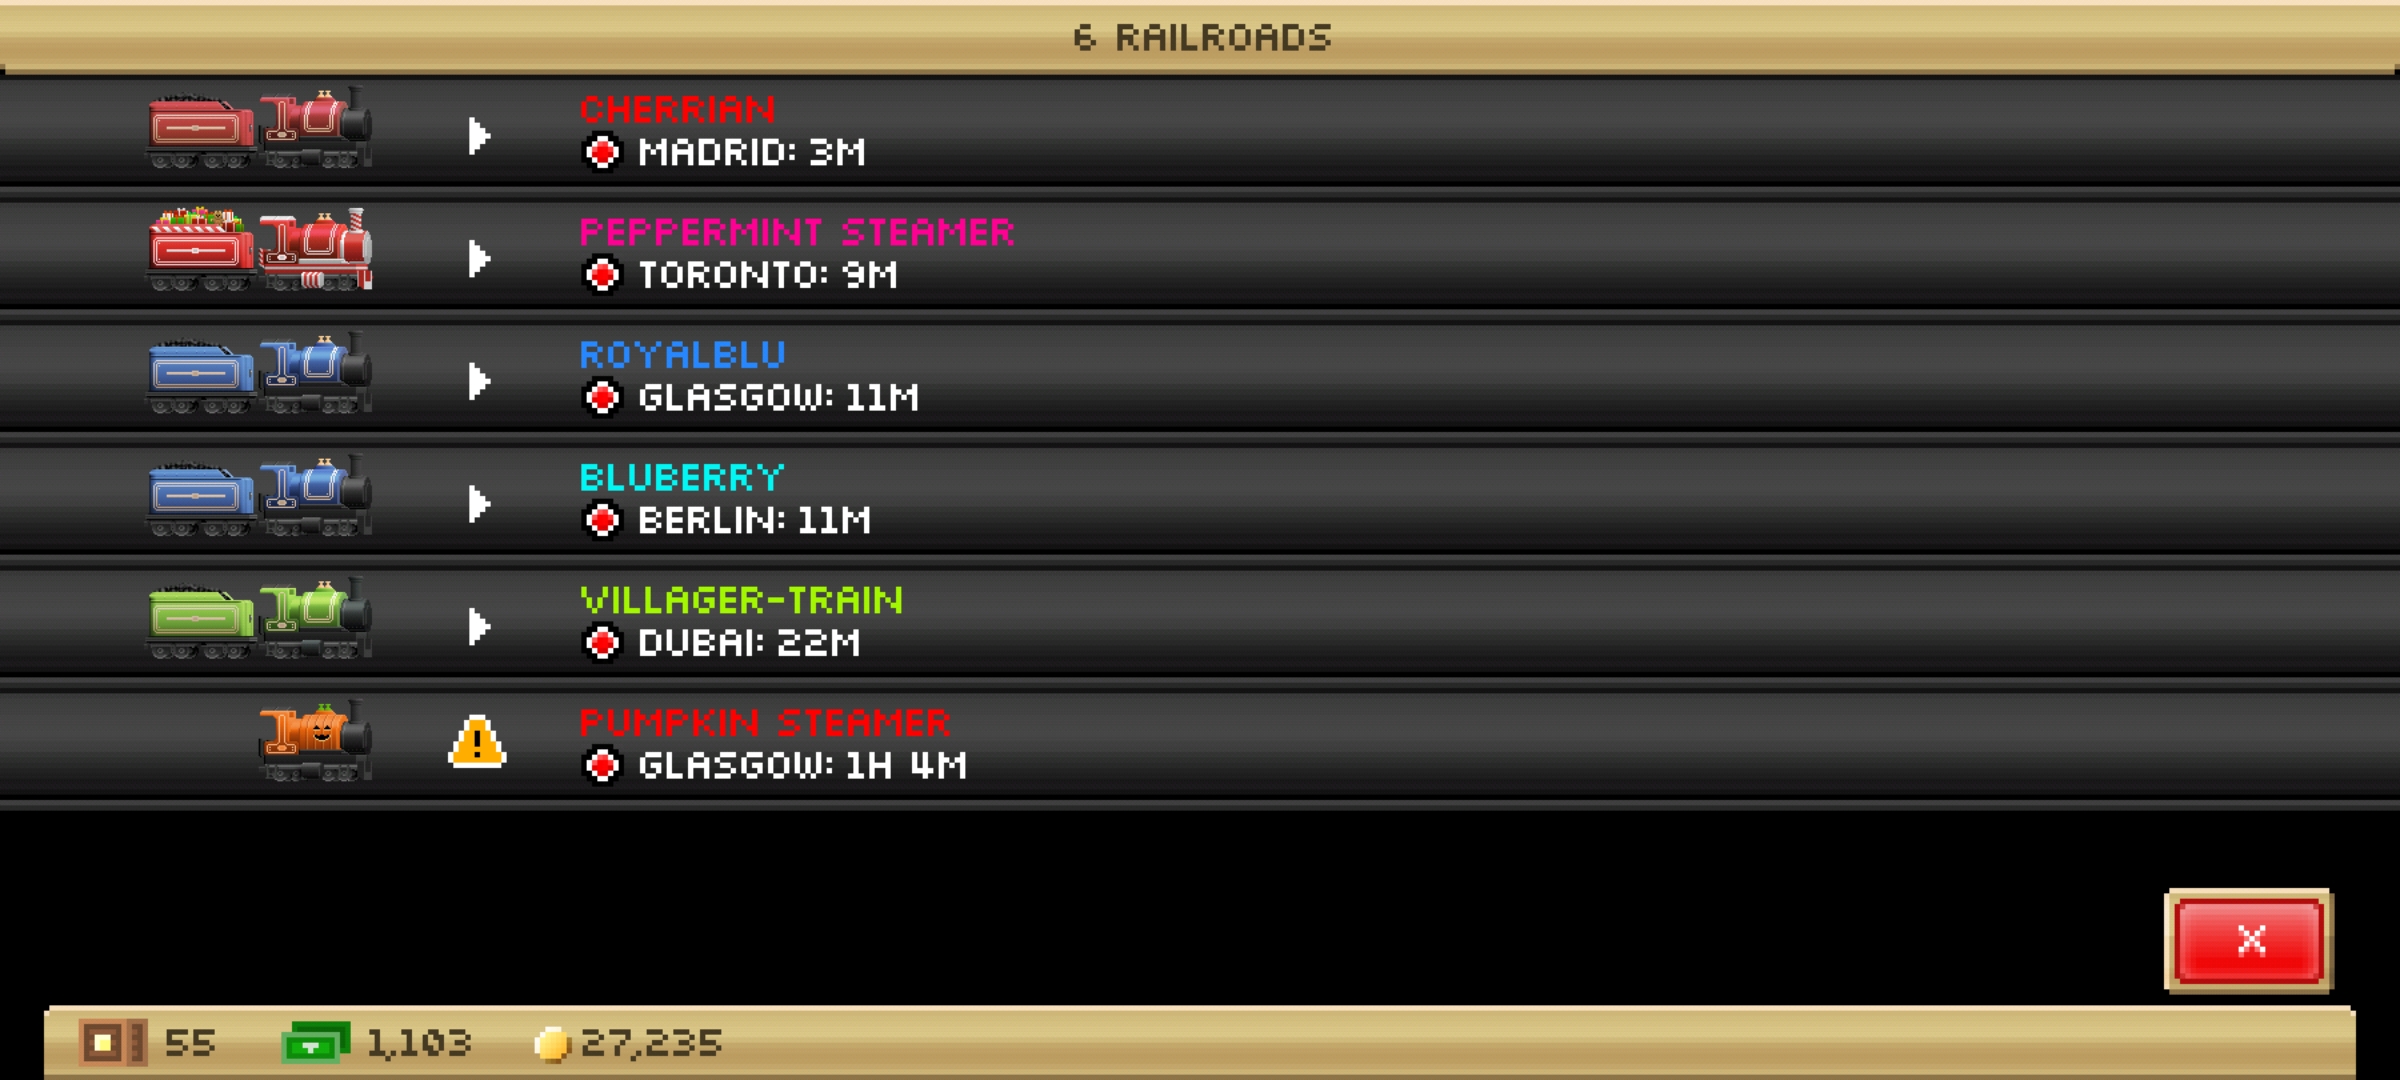 6 RAILROADS
CHERRIAN
MADRID: 3M
PEPPERMINT STEAMER
TORONTO: 9M
ROYALBLU
GLASGOW: 11M
BLUBERRY
BERLIN: 11M
VILLAGER-TRAIN
DUBAI: 22M
PUMPKIN STEAMER
GLASGOW: 1H 4M
X
55 1,103 27,235